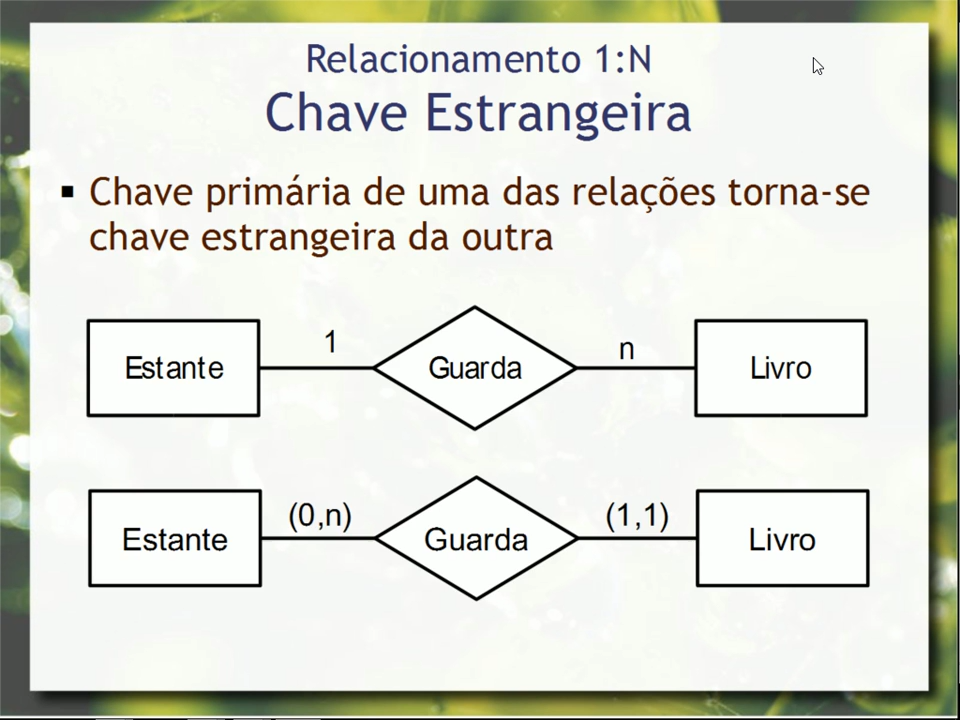 Relacionamento 1:N
Chave Estrangeira
▪ Chave primária de uma das relações torna-se
chave estrangeira da outra
Estante 1 Guarda n Livro
Estante (0,n) Guarda (1,1) Livro